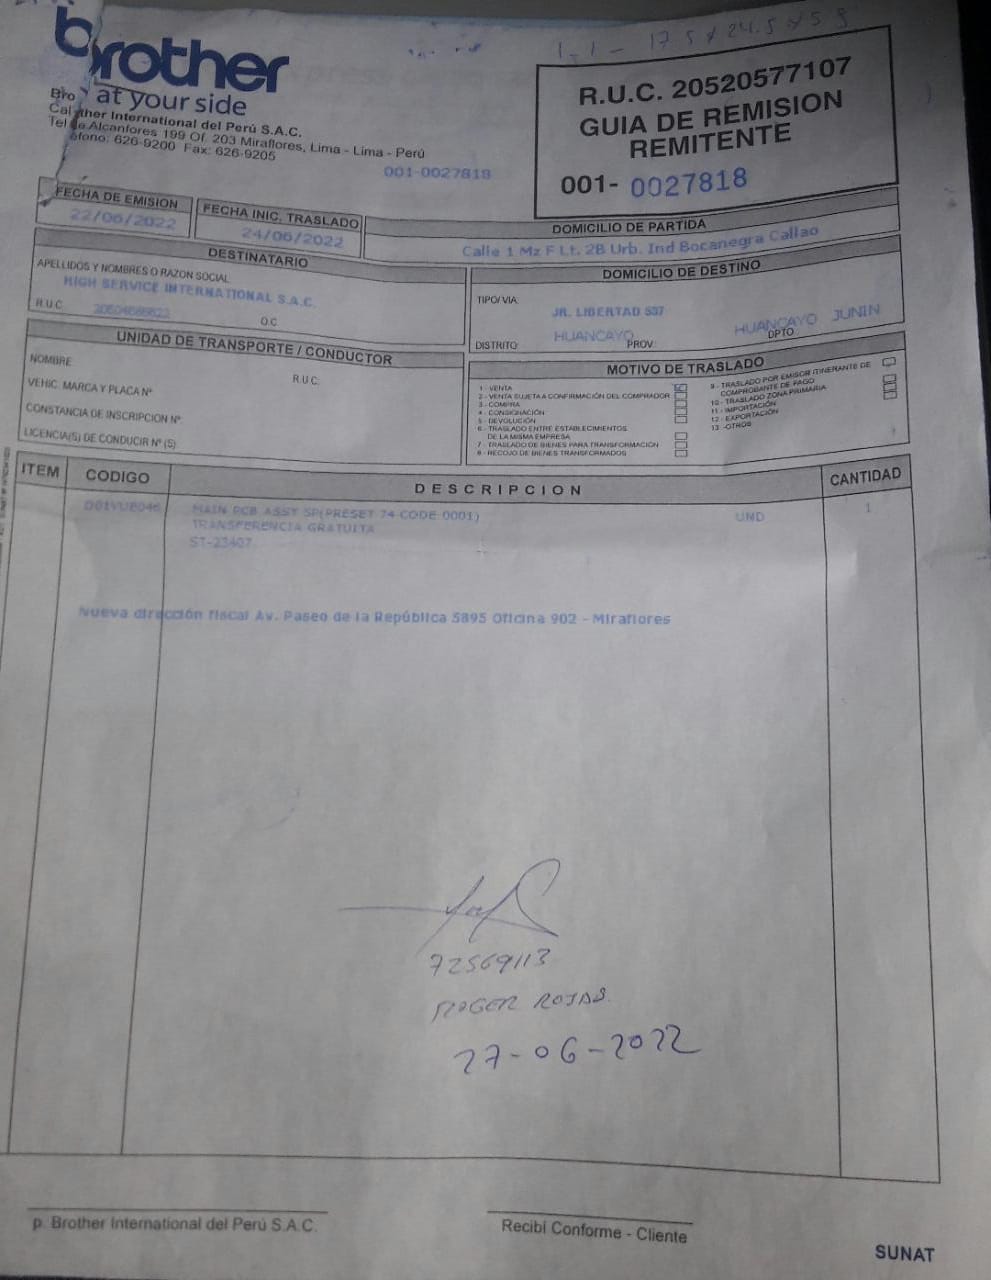 brother
at your side
Brother International del Perú S.A.C.
Calle Alcanfores 199 Of. 203 Miraflores, Lima - Lima - Perú
Teléfono: 626-9200 Fax: 626-9205
001-0027818
1-1- 17.5 x 24.5 x 5.9
R.U.C. 20520577107
GUIA DE REMISION
REMITENTE
001- 0027818
FECHA DE EMISION
22/06/2022
FECHA INIC. TRASLADO
24/06/2022
DOMICILIO DE PARTIDA
Calle 1 Mz F Lt. 2B Urb. Ind Bocanegra Callao
DESTINATARIO
APELLIDOS Y NOMBRES O RAZON SOCIAL
HIGH SERVICE INTERNATIONAL S.A.C.
R.U.C.
O.C.
DOMICILIO DE DESTINO
TIPO/VIA
JR. LIBERTAD 537
HUANCAYO HUANCAYO JUNIN
DISTRITO: PROV: DPTO:
UNIDAD DE TRANSPORTE / CONDUCTOR
NOMBRE R.U.C.
VEHIC. MARCA Y PLACA N°
CONSTANCIA DE INSCRIPCION N°
LICENCIA(S) DE CONDUCIR N° (S)
MOTIVO DE TRASLADO
1 - VENTA
2 - VENTA SUJETA A CONFIRMACIÓN DEL COMPRADOR
3 - COMPRA
4 - CONSIGNACIÓN
5 - DEVOLUCIÓN
6 - TRASLADO ENTRE ESTABLECIMIENTOS
DE LA MISMA EMPRESA
7 - TRASLADO DE BIENES PARA TRANSFORMACIÓN
8 - RECOJO DE BIENES TRANSFORMADOS
9 - TRASLADO POR EMISOR ITINERANTE DE
COMPROBANTE DE PAGO
10 - TRASLADO ZONA PRIMARIA
11 - IMPORTACIÓN
12 - EXPORTACIÓN
13 - OTROS
ITEM CODIGO DESCRIPCION CANTIDAD
D01VUE046 MAIN PCB ASSY SP(PRESET 74 CODE 0001) UND 1
TRANSFERENCIA GRATUITA
ST-23407
Nueva dirección fiscal Av. Paseo de la República 5895 Oficina 902 - Miraflores
72569113
ROGER ROJAS
27-06-2022
p. Brother International del Perú S.A.C.
Recibí Conforme - Cliente
SUNAT